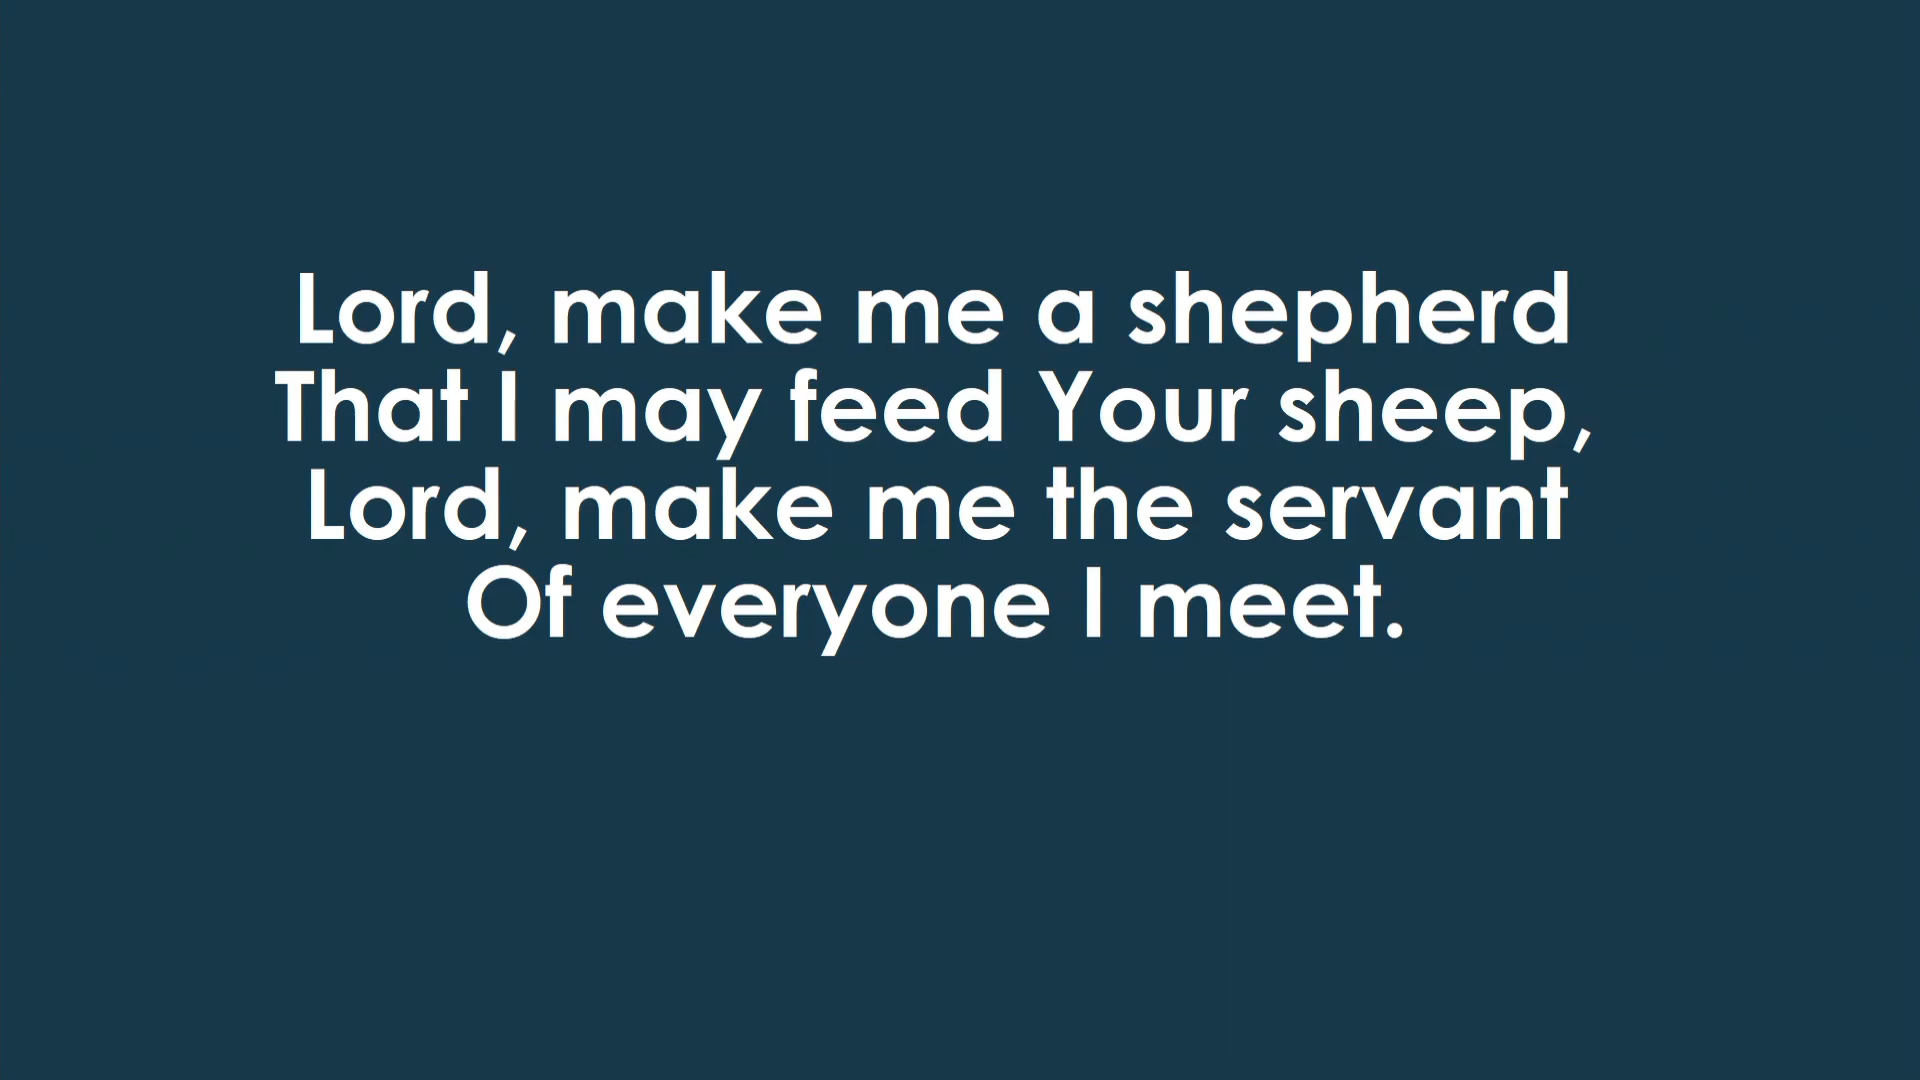 Lord, make me a shepherd
That I may feed Your sheep,
Lord, make me the servant
Of everyone I meet.